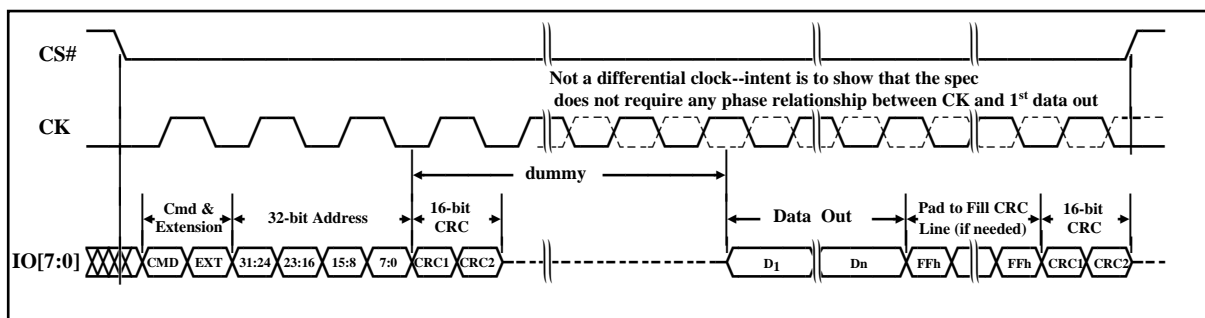 CS#
Not a differential clock--intent is to show that the spec
does not require any phase relationship between CK and 1st data out
CK
dummy
Cmd &
Extension
32-bit Address
16-bit
CRC
Data Out
Pad to Fill CRC
Line (if needed)
16-bit
CRC
IO[7:0]
CMD
EXT
31:24
23:16
15:8
7:0
CRC1
CRC2
D1
Dn
FFh
FFh
CRC1
CRC2